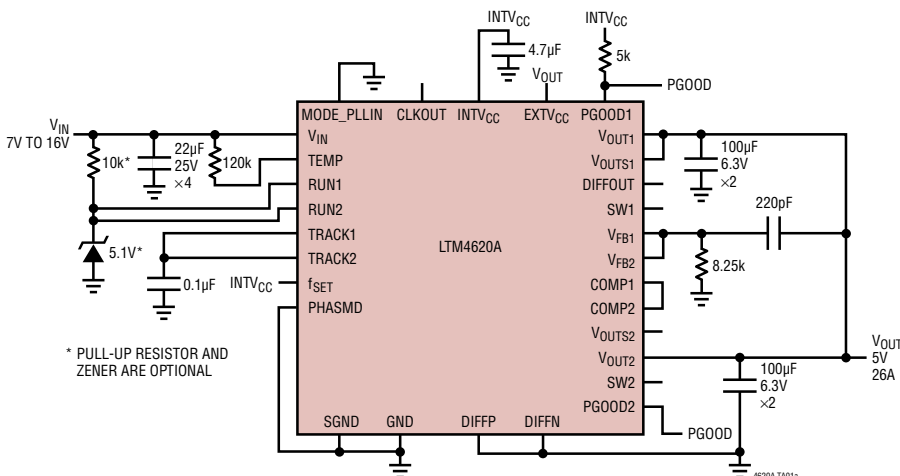 INTVCC
INTVCC
4.7µF
5k
VOUT
PGOOD
MODE_PLLIN CLKOUT INTVCC EXTVCC PGOOD1
VIN
7V TO 16V
10k*
22µF
25V
×4
120k
VIN
TEMP
RUN1
RUN2
TRACK1
TRACK2
fSET
PHASMD
5.1V*
0.1µF
INTVCC
* PULL-UP RESISTOR AND
ZENER ARE OPTIONAL
LTM4620A
VOUT1
VOUTS1
DIFFOUT
SW1
VFB1
VFB2
COMP1
COMP2
VOUTS2
VOUT2
SW2
PGOOD2
100µF
6.3V
×2
220pF
8.25k
VOUT
5V
26A
100µF
6.3V
×2
PGOOD
SGND GND DIFFP DIFFN
4620A TA01a